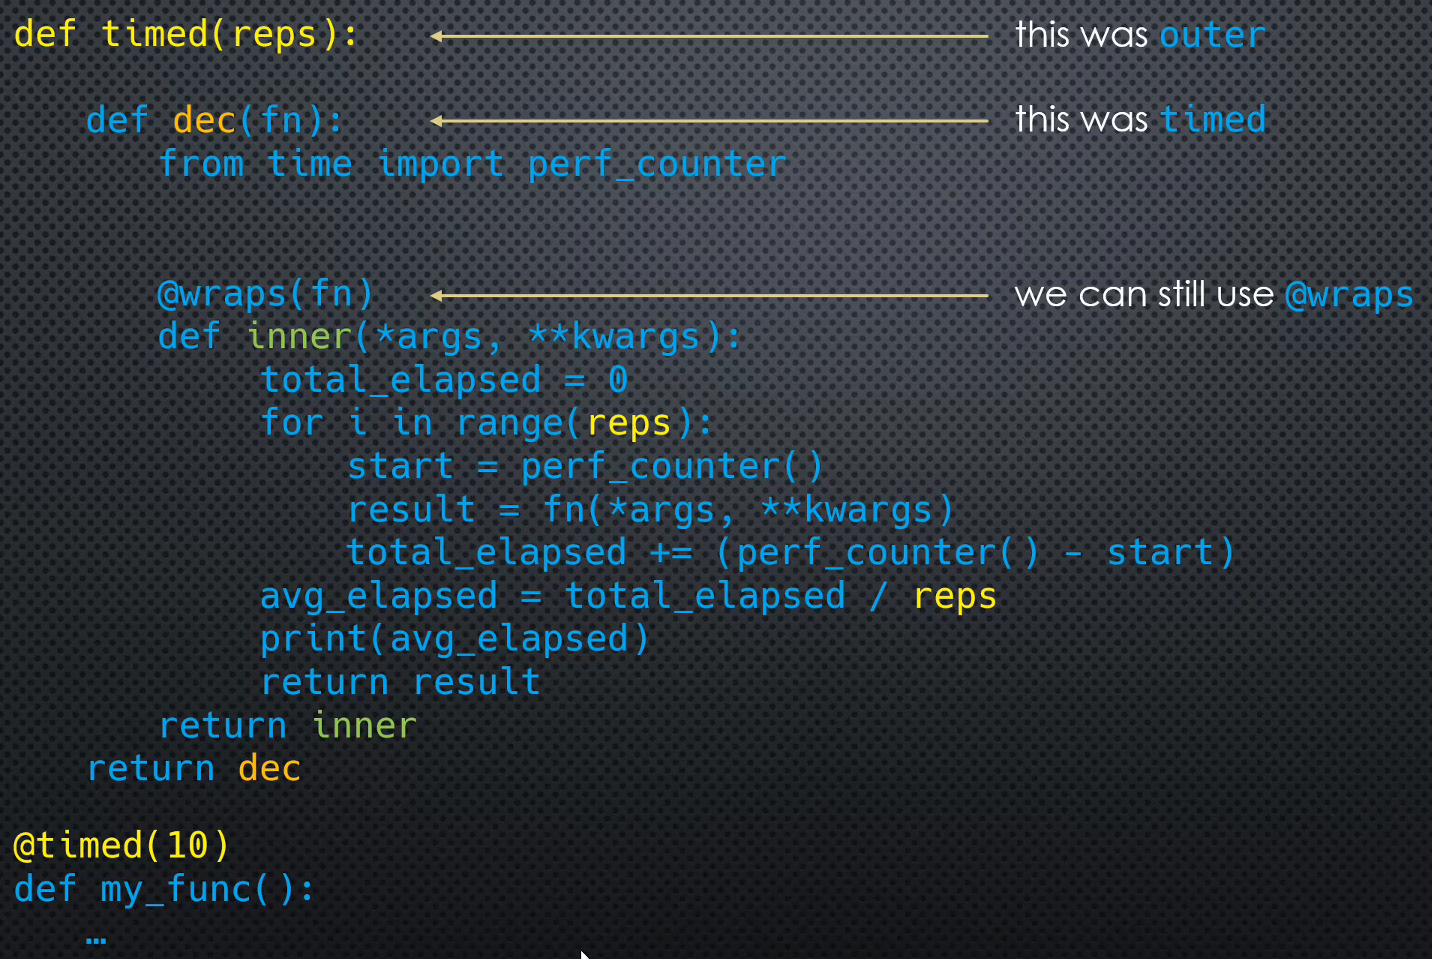 def timed(reps): this was outer
def dec(fn): this was timed
from time import perf_counter
@wraps(fn) we can still use @wraps
def inner(*args, **kwargs):
total_elapsed = 0
for i in range(reps):
start = perf_counter()
result = fn(*args, **kwargs)
total_elapsed += (perf_counter() - start)
avg_elapsed = total_elapsed / reps
print(avg_elapsed)
return result
return inner
return dec
@timed(10)
def my_func():
…